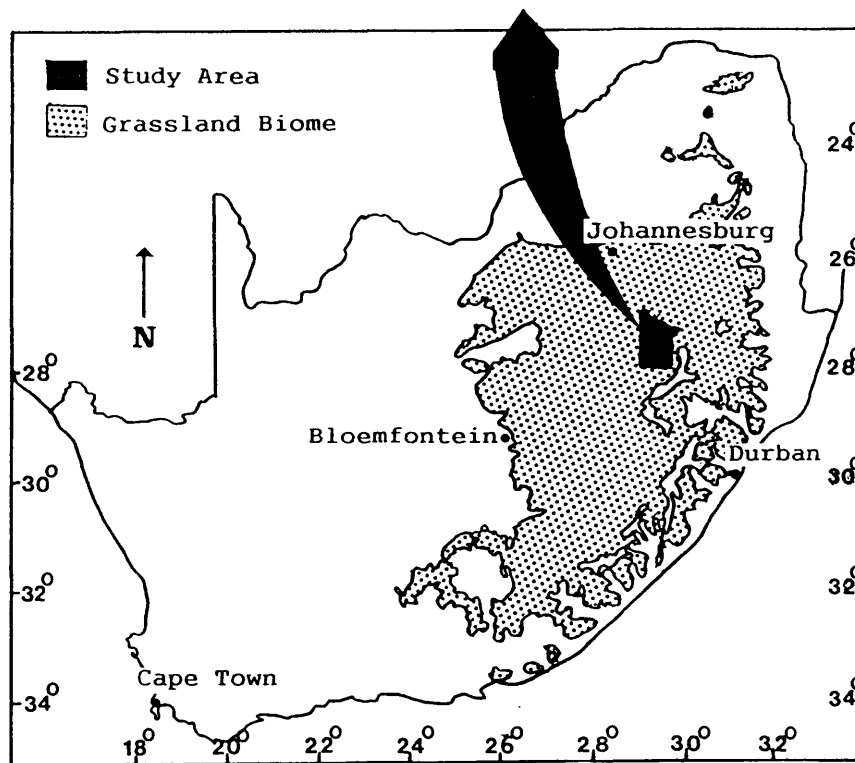 Study Area
Grassland Biome
24°
Johannesburg
26°
N
28°
28°
Bloemfontein
Durban
30°
30°
32°
32°
Cape Town
34°
34°
18° 20° 22° 24° 26° 28° 30° 32°